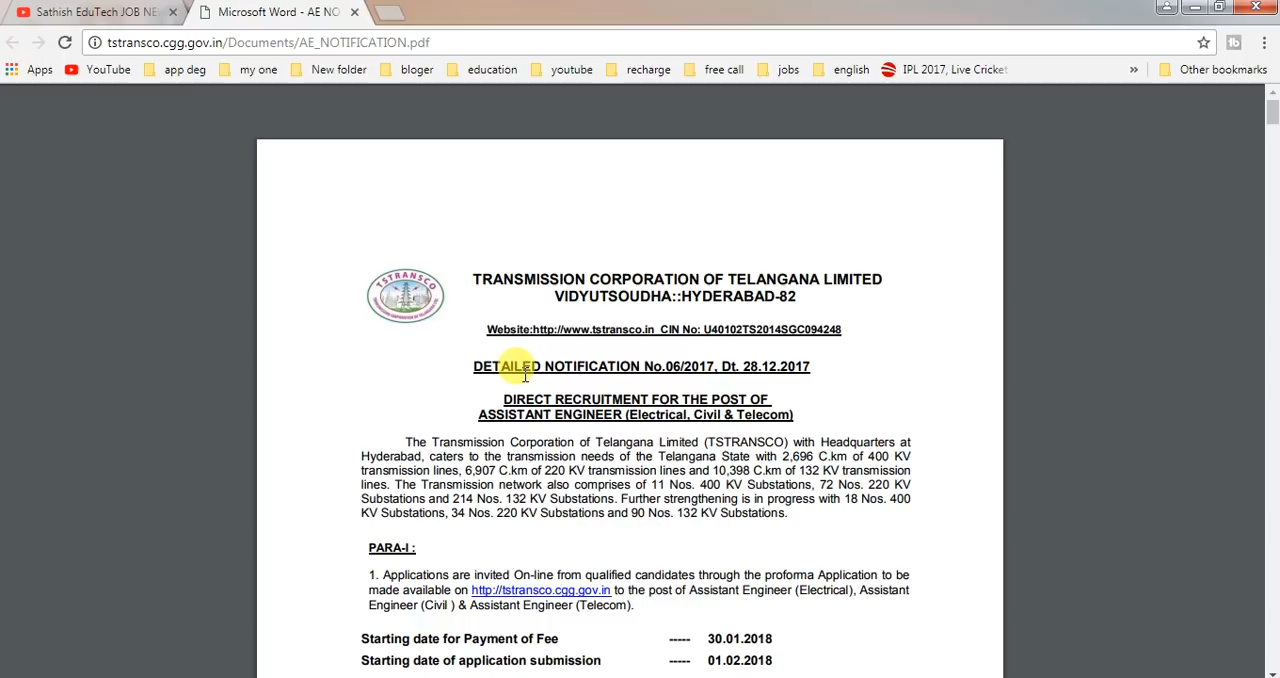 Sathish EduTech JOB NE
Microsoft Word - AE NO
tstransco.cgg.gov.in/Documents/AE_NOTIFICATION.pdf
Apps YouTube app deg my one New folder bloger education youtube recharge free call jobs english IPL 2017, Live Cricket » Other bookmarks
TSTRANSCO
TRANSMISSION CORPORATION OF TELANGANA LIMITED
VIDYUTSOUDHA::HYDERABAD-82
Website:http://www.tstransco.in CIN No: U40102TS2014SGC094248
DETAILED NOTIFICATION No.06/2017, Dt. 28.12.2017
DIRECT RECRUITMENT FOR THE POST OF
ASSISTANT ENGINEER (Electrical, Civil & Telecom)
The Transmission Corporation of Telangana Limited (TSTRANSCO) with Headquarters at
Hyderabad, caters to the transmission needs of the Telangana State with 2,696 C.km of 400 KV
transmission lines, 6,907 C.km of 220 KV transmission lines and 10,398 C.km of 132 KV transmission
lines. The Transmission network also comprises of 11 Nos. 400 KV Substations, 72 Nos. 220 KV
Substations and 214 Nos. 132 KV Substations. Further strengthening is in progress with 18 Nos. 400
KV Substations, 34 Nos. 220 KV Substations and 90 Nos. 132 KV Substations.
PARA-I :
1. Applications are invited On-line from qualified candidates through the proforma Application to be
made available on http://tstransco.cgg.gov.in to the post of Assistant Engineer (Electrical), Assistant
Engineer (Civil ) & Assistant Engineer (Telecom).
Starting date for Payment of Fee ----- 30.01.2018
Starting date of application submission ----- 01.02.2018